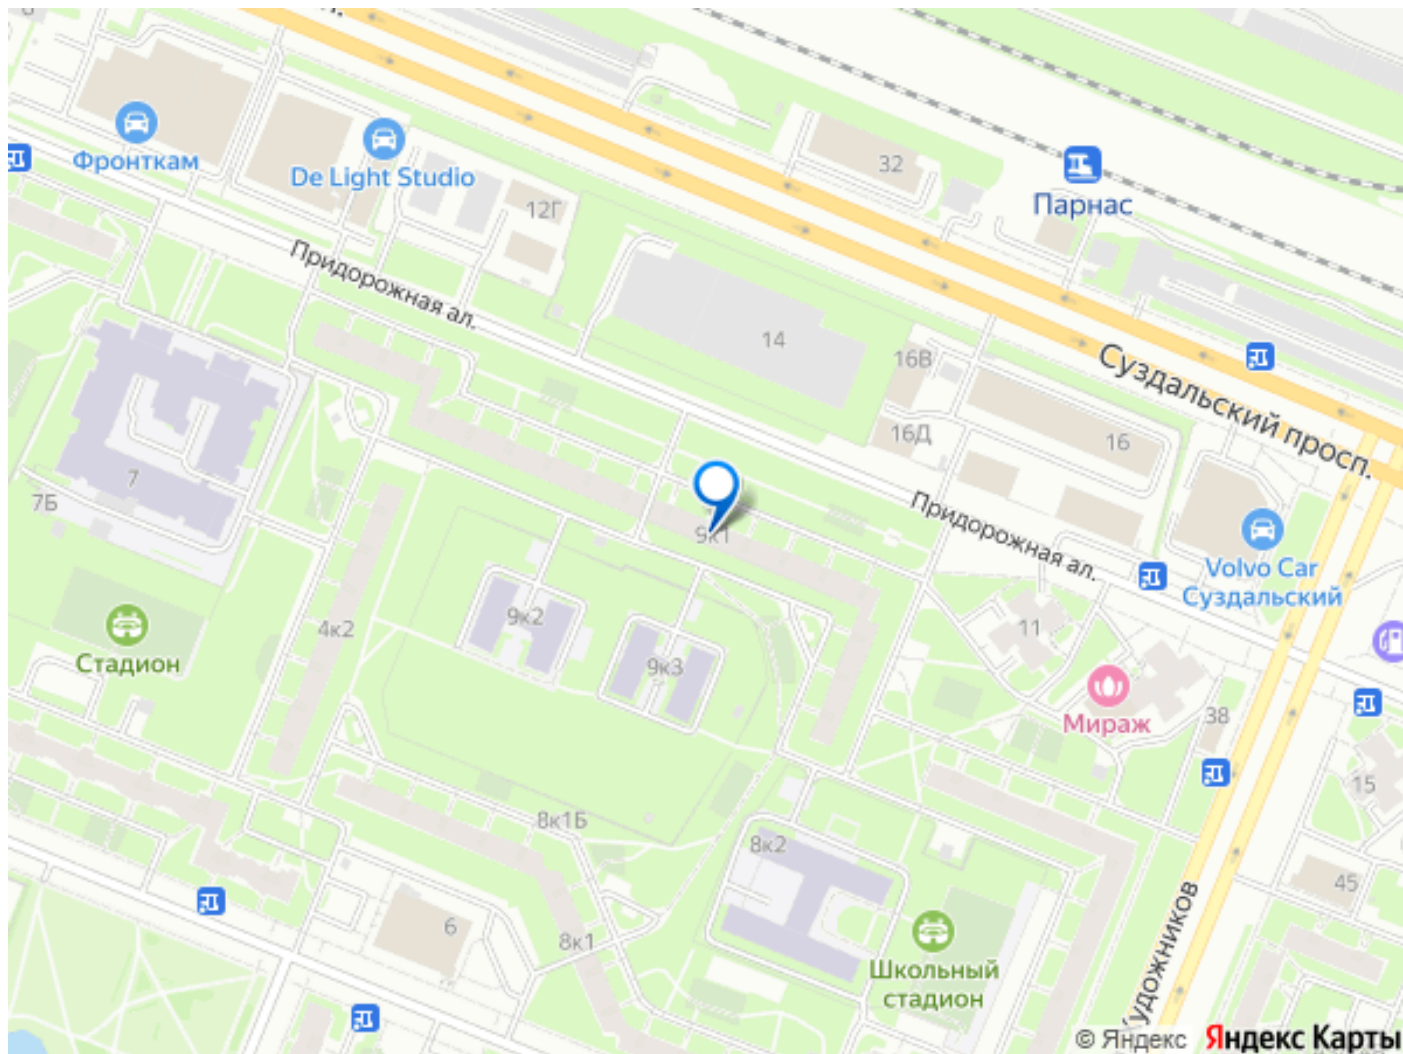 Фронткам
De Light Studio
12Г
32
Парнас
Придорожная ал.
14
16В
16Д
16
Суздальский просп.
Придорожная ал.
Volvo Car
Суздальский
7
7Б
9к1
9к2
9к3
4к2
11
Стадион
Мираж
38
15
8к1Б
8к2
45
6
8к1
Школьный
стадион
Художников
© Яндекс Яндекс Карты